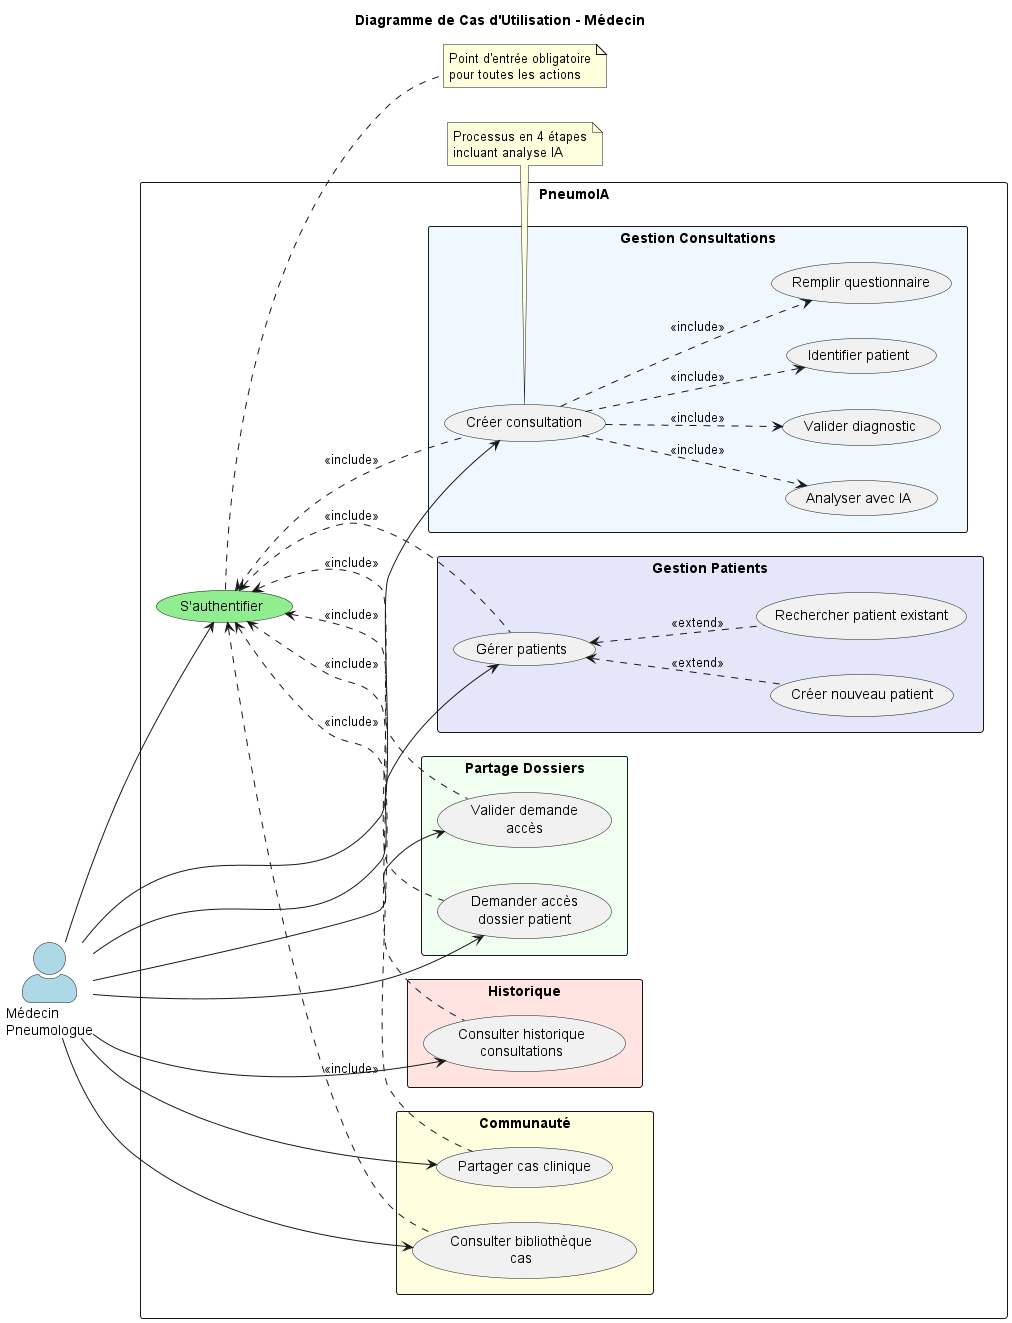 Diagramme de Cas d'Utilisation - Médecin
Point d'entrée obligatoire
pour toutes les actions
Processus en 4 étapes
incluant analyse IA
PneumoIA
Gestion Consultations
Remplir questionnaire
«include»
Identifier patient
«include»
Créer consultation
«include»
Valider diagnostic
«include»
Analyser avec IA
«include»
«include»
Gestion Patients
«include»
S'authentifier
«include»
Rechercher patient existant
«extend»
Gérer patients
«include»
«extend»
Créer nouveau patient
«include»
Partage Dossiers
Valider demande
accès
Demander accès
dossier patient
Médecin
Pneumologue
Historique
Consulter historique
consultations
«include»
Communauté
Partager cas clinique
Consulter bibliothèque
cas